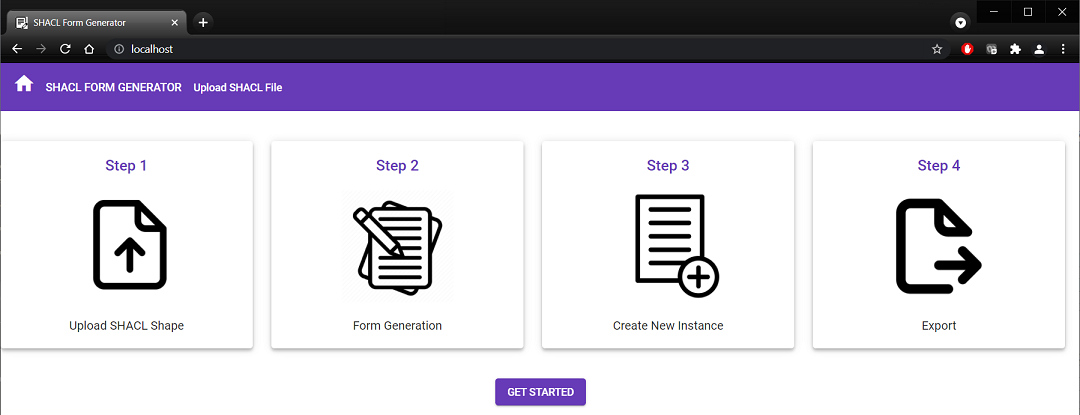 SHACL Form Generator
localhost
SHACL FORM GENERATOR Upload SHACL File
Step 1
Upload SHACL Shape
Step 2
Form Generation
Step 3
Create New Instance
Step 4
Export
GET STARTED